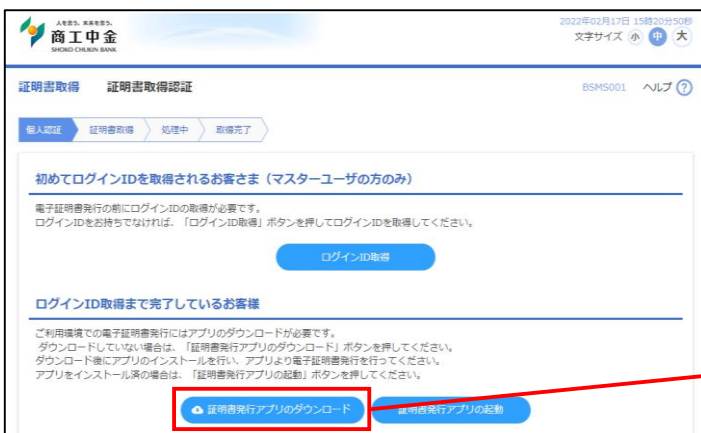 人を思う。未来を思う。
商工中金
SHOKO CHUKIN BANK
2022年02月17日 15時20分50秒
文字サイズ 小 中 大
証明書取得 証明書取得認証
BSMS001 ヘルプ ?
個人認証 証明書取得 処理中 取得完了
初めてログインIDを取得されるお客さま（マスターユーザの方のみ）
電子証明書発行の前にログインIDの取得が必要です。
ログインIDをお持ちでなければ、「ログインID取得」ボタンを押してログインIDを取得してください。
ログインID取得
ログインID取得まで完了しているお客様
ご利用環境での電子証明書発行にはアプリのダウンロードが必要です。
ダウンロードしていない場合は、「証明書発行アプリのダウンロード」ボタンを押してください。
ダウンロード後にアプリのインストールを行い、アプリより電子証明書発行を行ってください。
アプリをインストール済の場合は、「証明書発行アプリの起動」ボタンを押してください。
証明書発行アプリのダウンロード 証明書発行アプリの起動